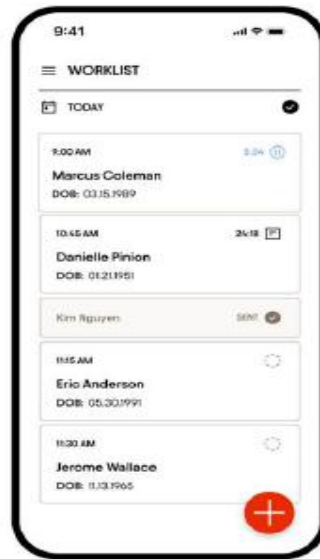 9:41
WORKLIST
TODAY
9:00 AM
Marcus Coleman
DOB: 03.15.1989
10:45 AM 24:18
Danielle Pinion
DOB: 01.21.1951
Kim Nguyen SENT
11:15 AM
Eric Anderson
DOB: 05.30.1991
11:30 AM
Jerome Wallace
DOB: 11.13.1965